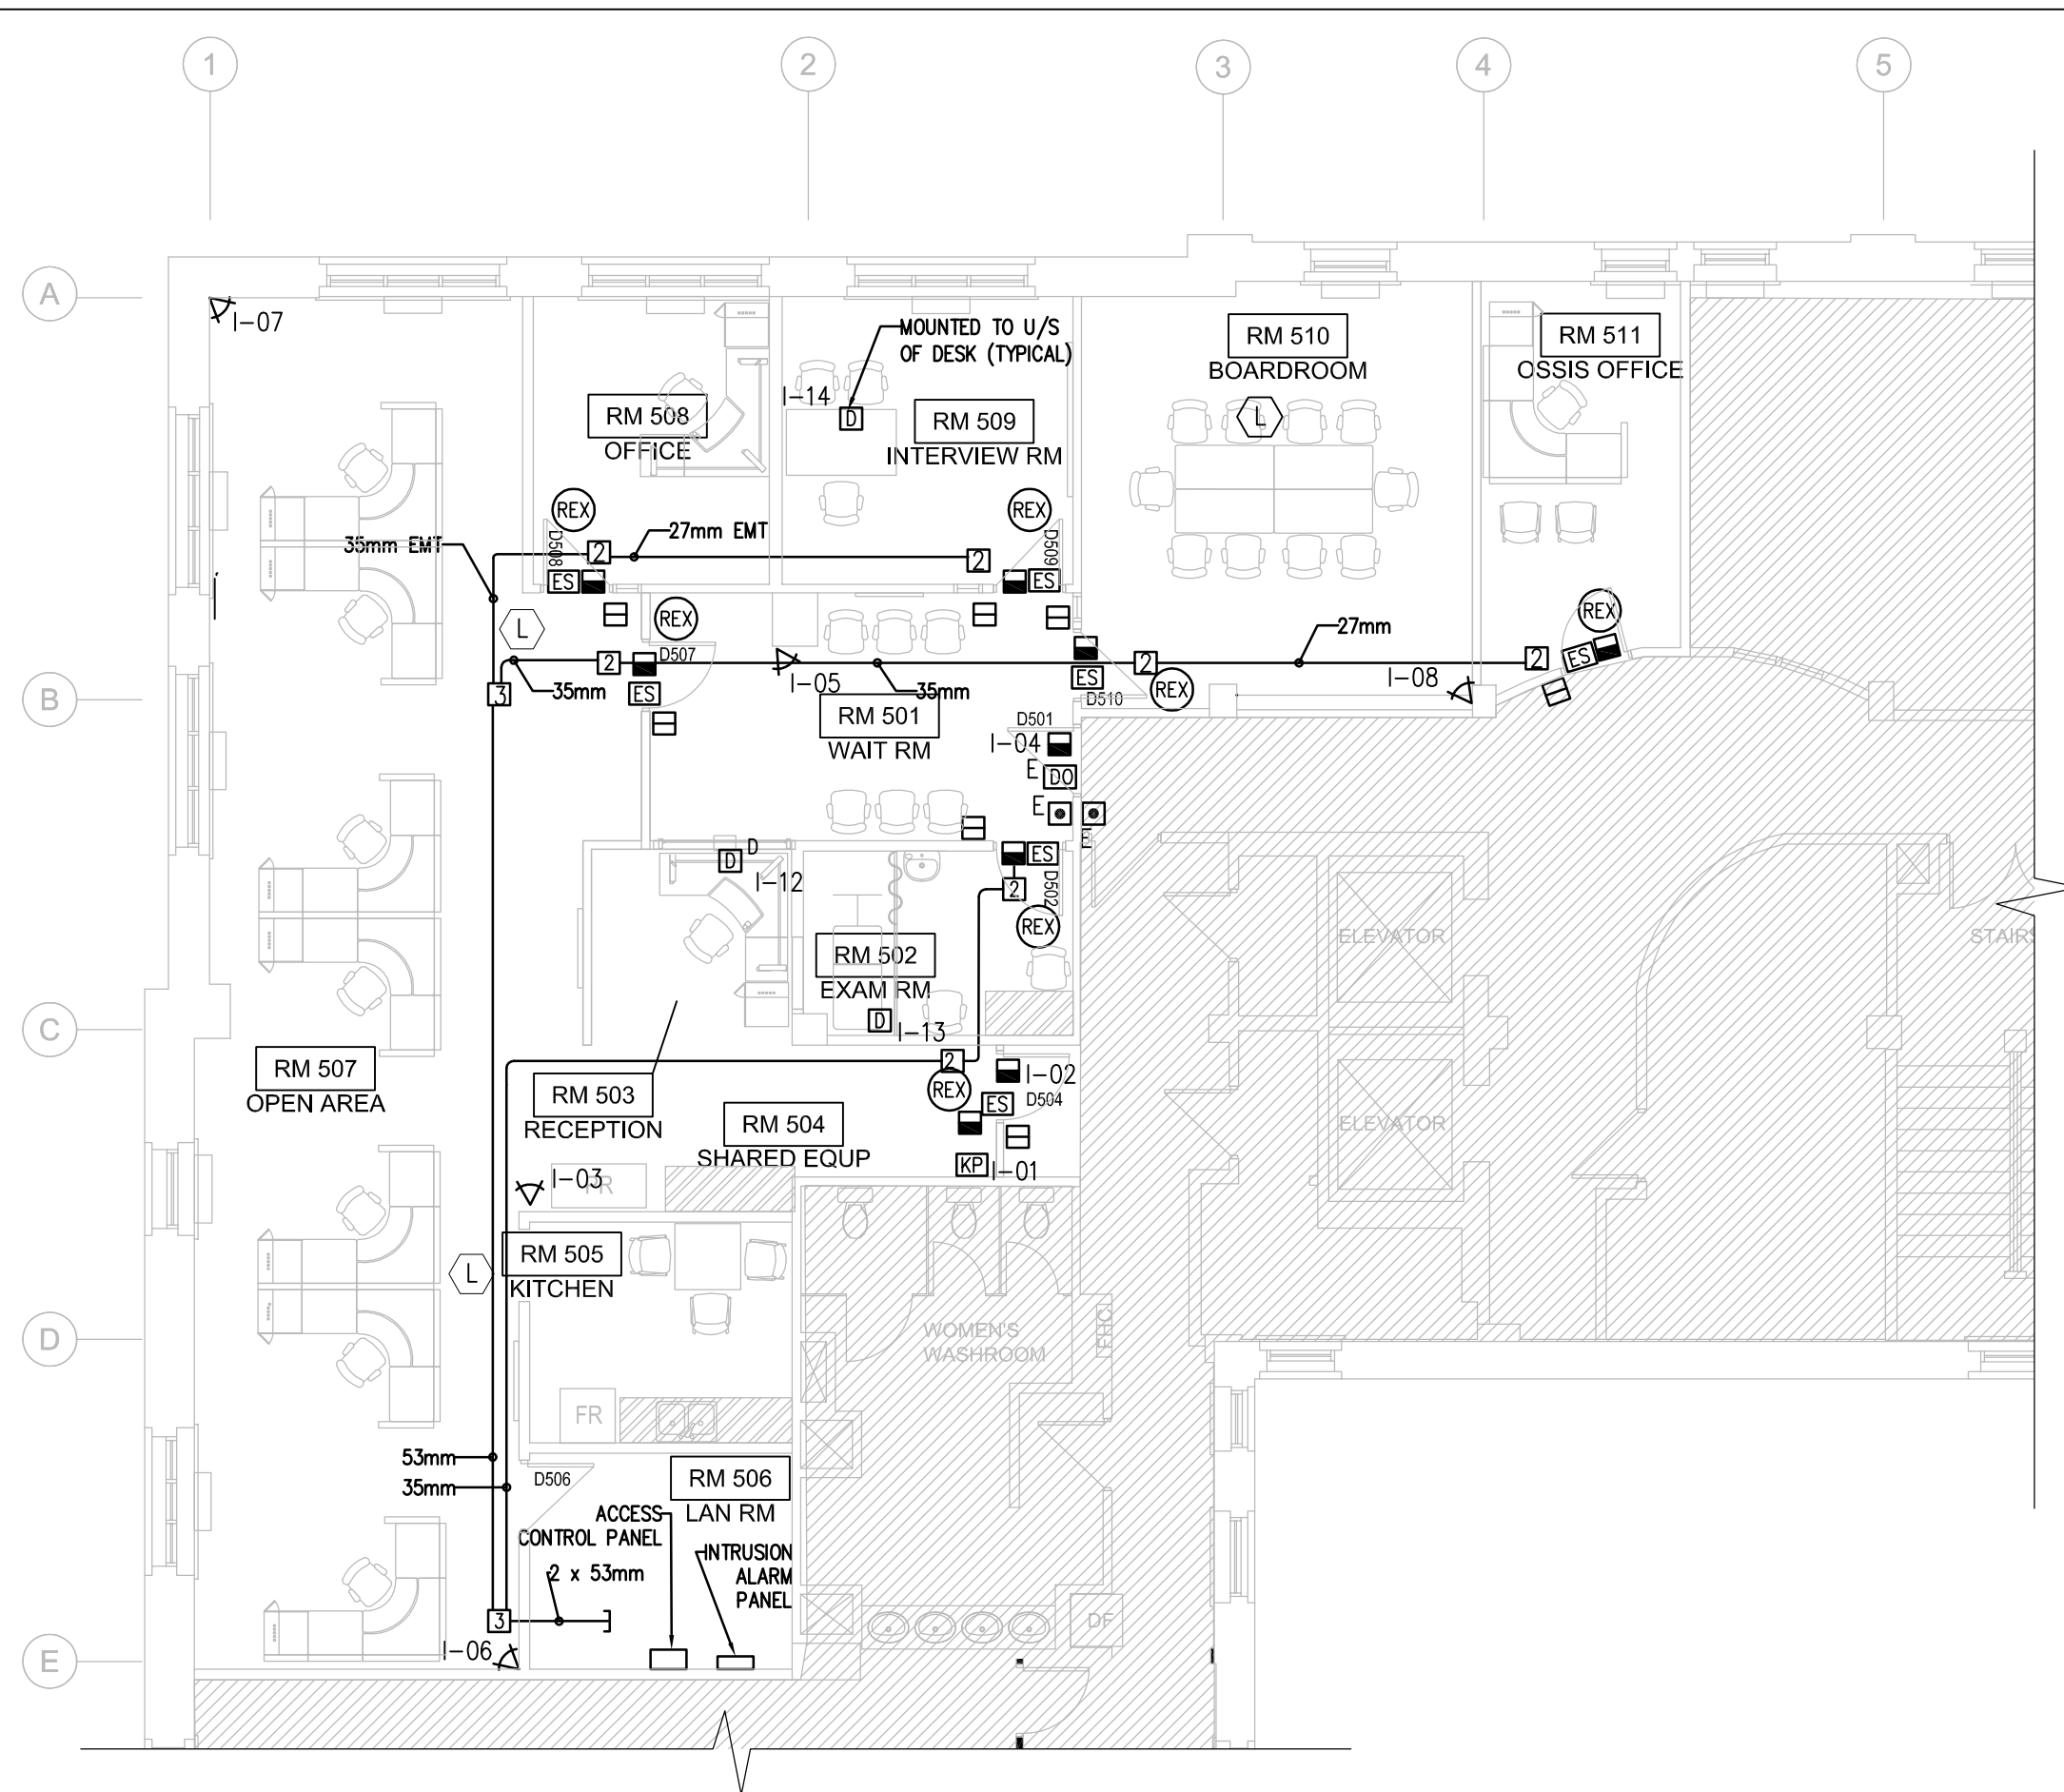 1
2
3
4
5
A
I-07
MOUNTED TO U/S
OF DESK (TYPICAL)
RM 510
BOARDROOM
RM 511
OSSIS OFFICE
I-14
D
RM 508
OFFICE
RM 509
INTERVIEW RM
L
REX
REX
35mm EMT
D508
2
27mm EMT
2
D509
ES
ES
L
REX
REX
27mm
D507
2
35mm
3
ES
I-05
35mm
2
ES
REX
D510
I-08
2
ES
B
RM 501
WAIT RM
D501
I-04
E
DO
E
E
D
D
I-12
ES
2
D502
REX
RM 502
EXAM RM
D
I-13
ELEVATOR
STAIRS
C
RM 507
OPEN AREA
RM 503
RECEPTION
2
REX
I-02
ES
D504
RM 504
SHARED EQUP
KP
I-01
ELEVATOR
I-03
FR
RM 505
KITCHEN
L
D
WOMEN'S
WASHROOM
FHC
FR
53mm
35mm
D506
RM 506
LAN RM
ACCESS
CONTROL PANEL
2 x 53mm
INTRUSION
ALARM
PANEL
3
I-06
DF
E